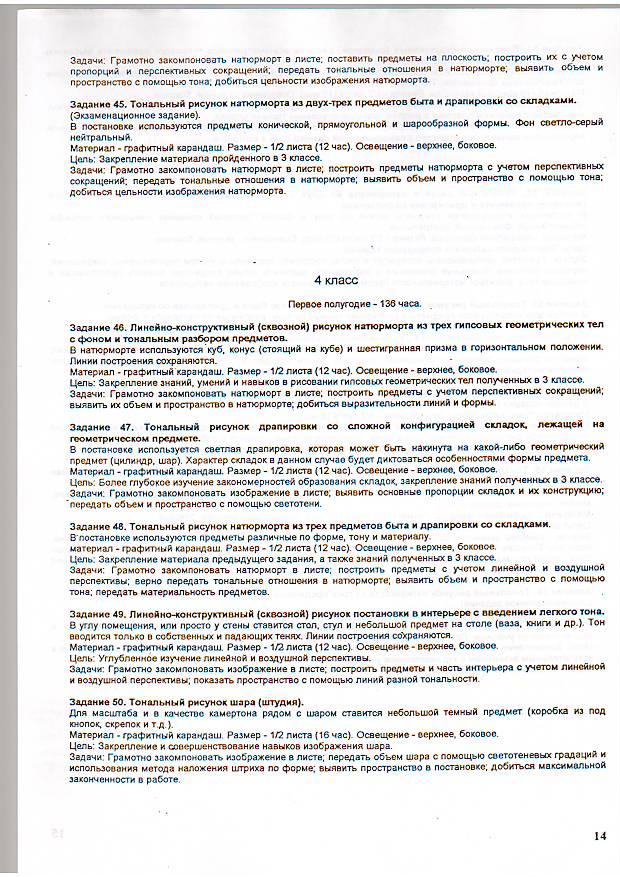 Задачи: Грамотно закомпоновать натюрморт в листе; поставить предметы на плоскость; построить их с учетом
пропорций и перспективных сокращений; передать тональные отношения в натюрморте; выявить объем и
пространство с помощью тона; добиться цельности изображения натюрморта.
Задание 45. Тональный рисунок натюрморта из двух-трех предметов быта и драпировки со складками.
(Экзаменационное задание).
В постановке используются предметы конической, прямоугольной и шарообразной формы. Фон светло-серый
нейтральный.
Материал - графитный карандаш. Размер - 1/2 листа (12 час). Освещение - верхнее, боковое.
Цель: Закрепление материала пройденного в 3 классе.
Задачи: Грамотно закомпоновать натюрморт в листе; построить предметы натюрморта с учетом перспективных
сокращений; передать тональные отношения в натюрморте; выявить объем и пространство с помощью тона;
добиться цельности изображения натюрморта.
4 класс
Первое полугодие - 136 часа.
Задание 46. Линейно-конструктивный (сквозной) рисунок натюрморта из трех гипсовых геометрических тел
с фоном и тональным разбором предметов.
В натюрморте используются куб, конус (стоящий на кубе) и шестигранная призма в горизонтальном положении.
Линии построения сохраняются.
Материал - графитный карандаш. Размер - 1/2 листа (12 час). Освещение - верхнее, боковое.
Цель: Закрепление знаний, умений и навыков в рисовании гипсовых геометрических тел полученных в 3 классе.
Задачи: Грамотно закомпоновать натюрморт в листе; построить предметы с учетом перспективных сокращений;
выявить их объем и пространство в натюрморте; добиться выразительности линий и формы.
Задание 47. Тональный рисунок драпировки со сложной конфигурацией складок, лежащей на
геометрическом предмете.
В постановке используется светлая драпировка, которая может быть накинута на какой-либо геометрический
предмет (цилиндр, шар). Характер складок в данном случае будет диктоваться особенностями формы предмета.
Материал - графитный карандаш. Размер - 1/2 листа (12 час). Освещение - верхнее, боковое.
Цель: Более глубокое изучение закономерностей образования складок, закрепление знаний полученных в 3 классе.
Задачи: Грамотно закомпоновать изображение в листе; выявить основные пропорции складок и их конструкцию;
передать объем и пространство с помощью светотени.
Задание 48. Тональный рисунок натюрморта из трех предметов быта и драпировки со складками.
В постановке используются предметы различные по форме, тону и материалу.
материал - графитный карандаш. Размер - 1/2 листа (12 час). Освещение - верхнее, боковое.
Цель: Закрепление материала предыдущего задания, а также знаний полученных в 3 классе.
Задачи: Грамотно закомпоновать натюрморт в листе; построить предметы с учетом линейной и воздушной
перспективы; верно передать тональные отношения в натюрморте; выявить объем и пространство с помощью
тона; передать материальность предметов.
Задание 49. Линейно-конструктивный (сквозной) рисунок постановки в интерьере с введением легкого тона.
В углу помещения, или просто у стены ставится стол, стул и небольшой предмет на столе (ваза, книги и др.). Тон
вводится только в собственных и падающих тенях. Линии построения сохраняются.
Материал - графитный карандаш. Размер - 1/2 листа (12 час). Освещение - верхнее, боковое.
Цель: Углубленное изучение линейной и воздушной перспективы.
Задачи: Грамотно закомпоновать изображение в листе; построить предметы и часть интерьера с учетом линейной
и воздушной перспективы; показать пространство с помощью линий разной тональности.
Задание 50. Тональный рисунок шара (штудия).
Для масштаба и в качестве камертона рядом с шаром ставится небольшой темный предмет (коробка из под
кнопок, скрепок и т.д.).
Материал - графитный карандаш. Размер - 1/2 листа (16 час). Освещение - верхнее, боковое.
Цель: Закрепление и совершенствование навыков изображения шара.
Задачи: Грамотно закомпоновать изображение в листе; передать объем шара с помощью светотеневых градаций и
использования метода наложения штриха по форме; выявить пространство в постановке; добиться максимальной
законченности в работе.
14